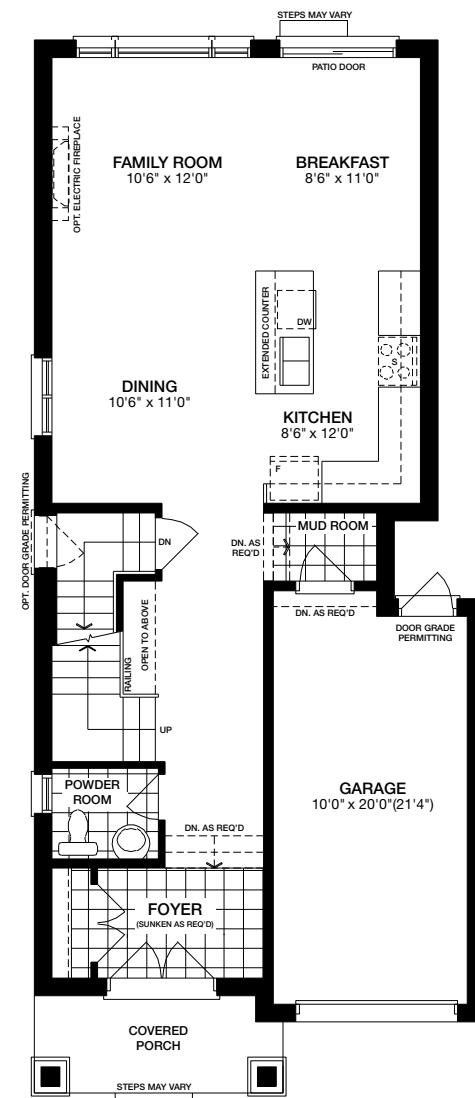 STEPS MAY VARY
PATIO DOOR
FAMILY ROOM
10'6" x 12'0"
BREAKFAST
8'6" x 11'0"
OPT. ELECTRIC FIREPLACE
EXTENDED COUNTER
DW
S
DINING
10'6" x 11'0"
KITCHEN
8'6" x 12'0"
F
OPT. DOOR GRADE PERMITTING
DN
DN. AS
REQ'D
MUD ROOM
DN. AS REQ'D
DOOR GRADE
PERMITTING
RAILING
OPEN TO ABOVE
UP
POWDER
ROOM
GARAGE
10'0" x 20'0"(21'4")
DN. AS REQ'D
FOYER
(SUNKEN AS REQ'D)
COVERED
PORCH
STEPS MAY VARY